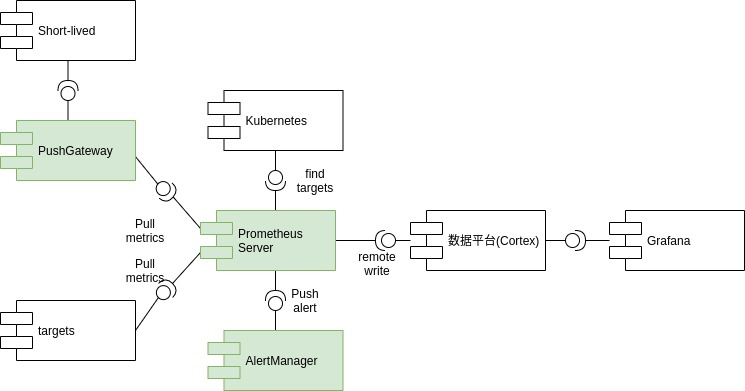 Short-lived
PushGateway
Kubernetes
find
targets
Pull
metrics
Prometheus
Server
数据平台(Cortex)
Grafana
remote
write
Pull
metrics
Push
alert
targets
AlertManager